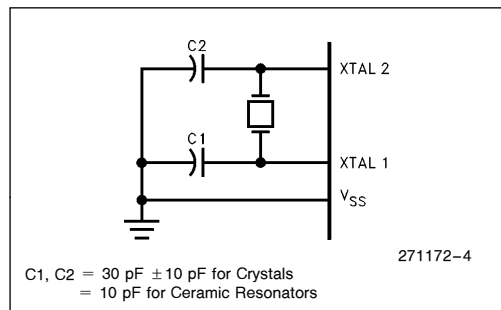 C2
XTAL 2
C1
XTAL 1
VSS
271172–4
C1, C2 = 30 pF ±10 pF for Crystals
= 10 pF for Ceramic Resonators